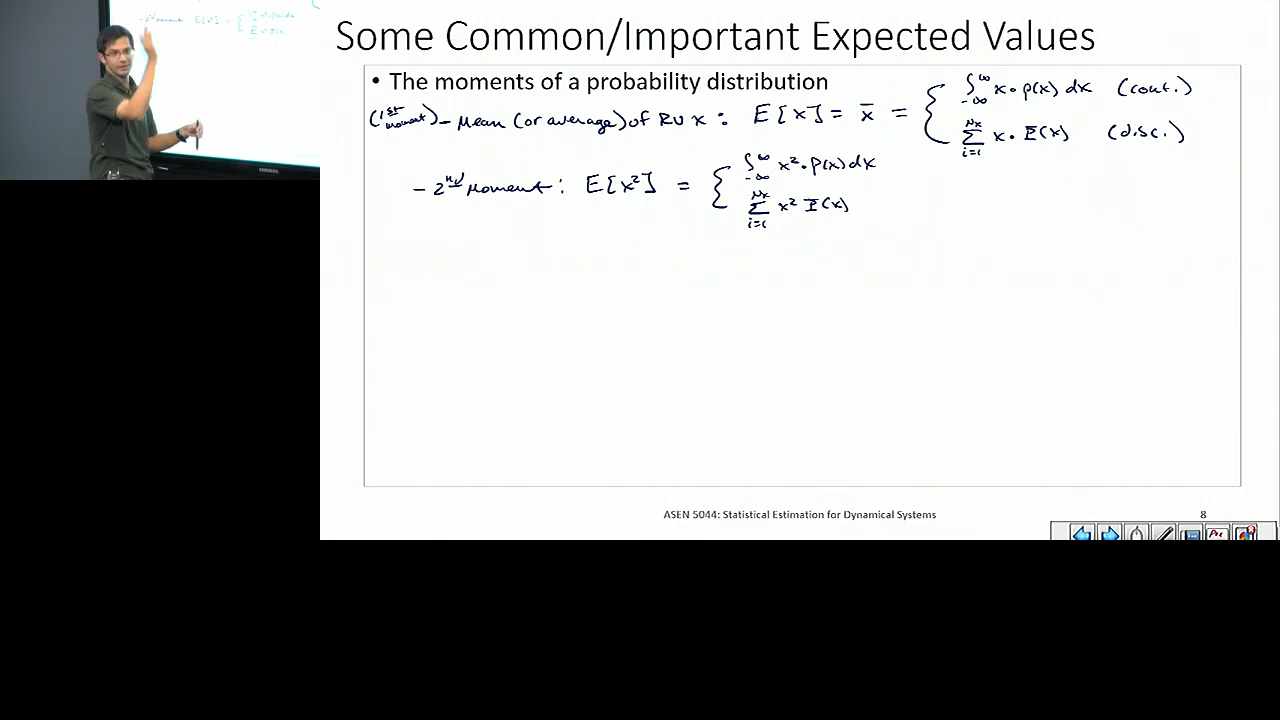 Some Common/Important Expected Values
• The moments of a probability distribution
(1st moment) - Mean (or average) of RV x : E[x] = x̄ = { ∫_{-∞}^{∞} x • p(x) dx (cont.)
∑_{i=1}^{Nx} x • P(x) (disc.)
- 2nd Moment : E[x²] = { ∫_{-∞}^{∞} x² • p(x) dx
∑_{i=1}^{Nx} x² P(x)
ASEN 5044: Statistical Estimation for Dynamical Systems 8
SAMSUNG